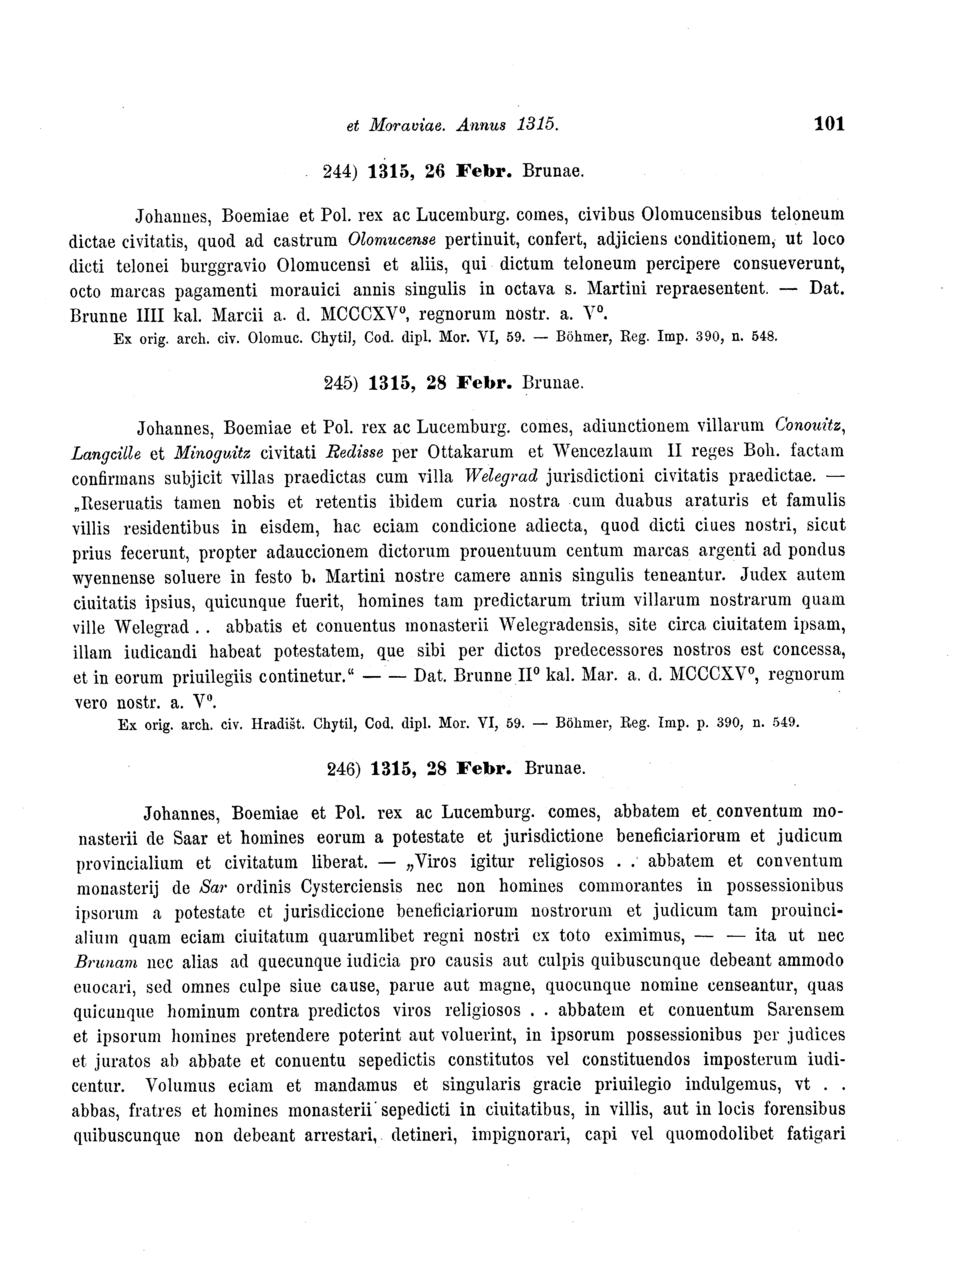 et Moraviae. Annus 1315. 101
244) 1315, 26 Febr. Brunae.
Johannes, Boemiae et Pol. rex ac Lucemburg. comes, civibus Olomucensibus teloneum
dictae civitatis, quod ad castrum Olomucense pertinuit, confert, adjiciens conditionem, ut loco
dicti telonei burggravio Olomucensi et aliis, qui dictum teloneum percipere consueverunt,
octo marcas pagamenti morauici annis singulis in octava s. Martini repraesentent. — Dat.
Brunne IIII kal. Marcii a. d. MCCCXV⁰, regnorum nostr. a. V⁰.
Ex orig. arch. civ. Olomuc. Chytil, Cod. dipl. Mor. VI, 59. — Böhmer, Reg. Imp. 390, n. 548.
245) 1315, 28 Febr. Brunae.
Johannes, Boemiae et Pol. rex ac Lucemburg. comes, adiunctionem villarum Conouitz,
Langcille et Minoguitz civitati Redisse per Ottakarum et Wencezlaum II reges Boh. factam
confirmans subjicit villas praedictas cum villa Welegrad jurisdictioni civitatis praedictae. —
„Reseruatis tamen nobis et retentis ibidem curia nostra cum duabus araturis et famulis
villis residentibus in eisdem, hac eciam condicione adiecta, quod dicti ciues nostri, sicut
prius fecerunt, propter adauccionem dictorum prouentuum centum marcas argenti ad pondus
wyennense soluere in festo b. Martini nostre camere annis singulis teneantur. Judex autem
ciuitatis ipsius, quicunque fuerit, homines tam predictarum trium villarum nostrarum quam
ville Welegrad . . abbatis et conuentus monasterii Welegradensis, site circa ciuitatem ipsam,
illam iudicandi habeat potestatem, que sibi per dictos predecessores nostros est concessa,
et in eorum priuilegiis continetur.“ — — Dat. Brunne II⁰ kal. Mar. a. d. MCCCXV⁰, regnorum
vero nostr. a. V⁰.
Ex orig. arch. civ. Hradišt. Chytil, Cod. dipl. Mor. VI, 59. — Böhmer, Reg. Imp. p. 390, n. 549.
246) 1315, 28 Febr. Brunae.
Johannes, Boemiae et Pol. rex ac Lucemburg. comes, abbatem et conventum mo-
nasterii de Saar et homines eorum a potestate et jurisdictione beneficiariorum et judicum
provincialium et civitatum liberat. — „Viros igitur religiosos . . abbatem et conventum
monasterij de Sar ordinis Cysterciensis nec non homines commorantes in possessionibus
ipsorum a potestate et jurisdiccione beneficiariorum nostrorum et judicum tam prouinci-
alium quam eciam ciuitatum quarumlibet regni nostri ex toto eximimus, — — ita ut nec
Brunam nec alias ad quecunque iudicia pro causis aut culpis quibuscunque debeant ammodo
euocari, sed omnes culpe siue cause, parue aut magne, quocunque nomine censeantur, quas
quicunque hominum contra predictos viros religiosos . . abbatem et conuentum Sarensem
et ipsorum homines pretendere poterint aut voluerint, in ipsorum possessionibus per judices
et juratos ab abbate et conuentu sepedictis constitutos vel constituendos imposterum iudi-
centur. Volumus eciam et mandamus et singularis gracie priuilegio indulgemus, vt . .
abbas, fratres et homines monasterii sepedicti in ciuitatibus, in villis, aut in locis forensibus
quibuscunque non debeant arrestari, detineri, impignorari, capi vel quomodolibet fatigari